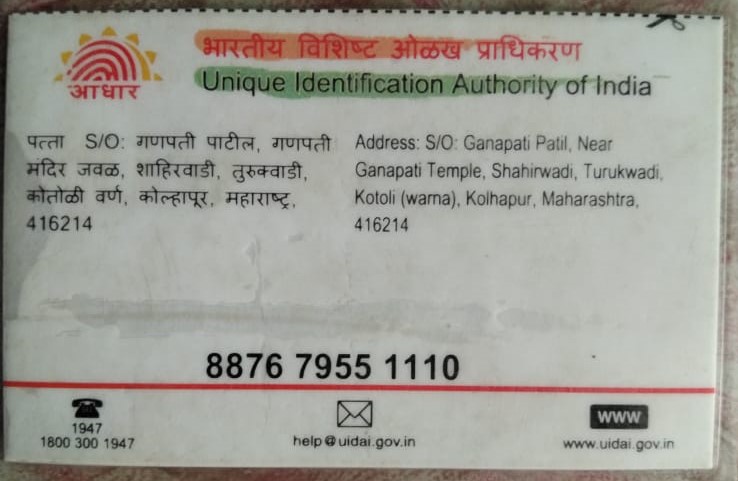 भारतीय विशिष्ट ओळख प्राधिकरण
Unique Identification Authority of India
आधार
पत्ता S/O: गणपती पाटील, गणपती
मंदिर जवळ, शाहिरवाडी, तुरुकवाडी,
कोतोळी वर्ण, कोल्हापूर, महाराष्ट्र,
416214
Address: S/O: Ganapati Patil, Near
Ganapati Temple, Shahirwadi, Turukwadi,
Kotoli (warna), Kolhapur, Maharashtra,
416214
8876 7955 1110
1947
1800 300 1947
help@uidai.gov.in
www
www.uidai.gov.in